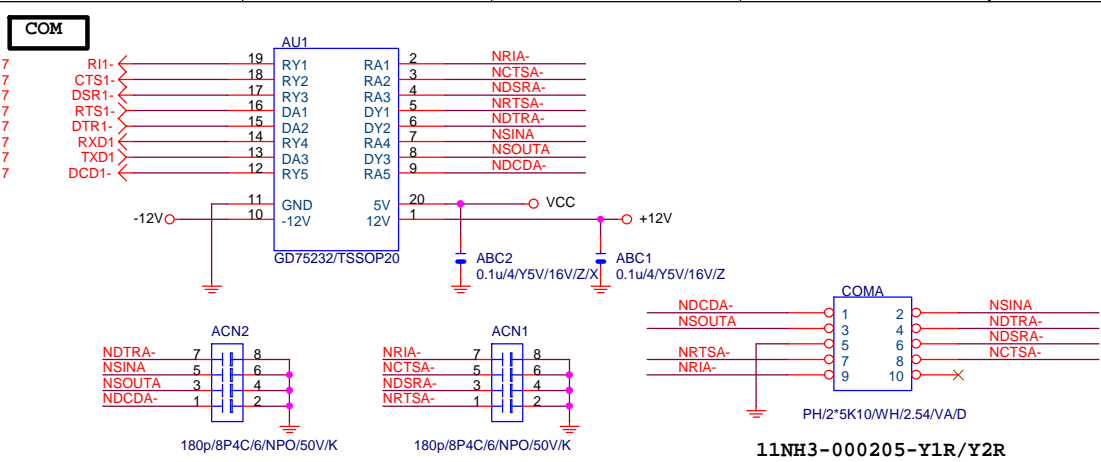 COM
AU1
7 RI1- 19 RY1 RA1 2 NRIA-
7 CTS1- 18 RY2 RA2 3 NCTSA-
7 DSR1- 17 RY3 RA3 4 NDSRA-
7 RTS1- 16 DA1 DY1 5 NRTSA-
7 DTR1- 15 DA2 DY2 6 NDTRA-
7 RXD1 14 RY4 RA4 7 NSINA
7 TXD1 13 DA3 DY3 8 NSOUTA
7 DCD1- 12 RY5 RA5 9 NDCDA-
11 GND 5V 20 VCC
-12V 10 -12V 12V 1 +12V
GD75232/TSSOP20
ABC2
0.1u/4/Y5V/16V/Z/X
ABC1
0.1u/4/Y5V/16V/Z
ACN2
NDTRA- 7 8
NSINA 5 6
NSOUTA 3 4
NDCDA- 1 2
180p/8P4C/6/NPO/50V/K
ACN1
NRIA- 7 8
NCTSA- 5 6
NDSRA- 3 4
NRTSA- 1 2
180p/8P4C/6/NPO/50V/K
COMA
NDCDA- 1 2 NSINA
NSOUTA 3 4 NDTRA-
5 6 NDSRA-
NRTSA- 7 8 NCTSA-
NRIA- 9 10
PH/2*5K10/WH/2.54/VA/D
11NH3-000205-Y1R/Y2R